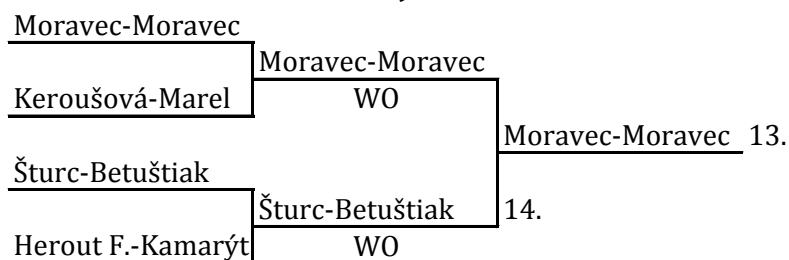 Moravec-Moravec
Moravec-Moravec
Keroušová-Marel WO
Moravec-Moravec 13.
Šturc-Betuštiak
Šturc-Betuštiak 14.
Herout F.-Kamarýt WO